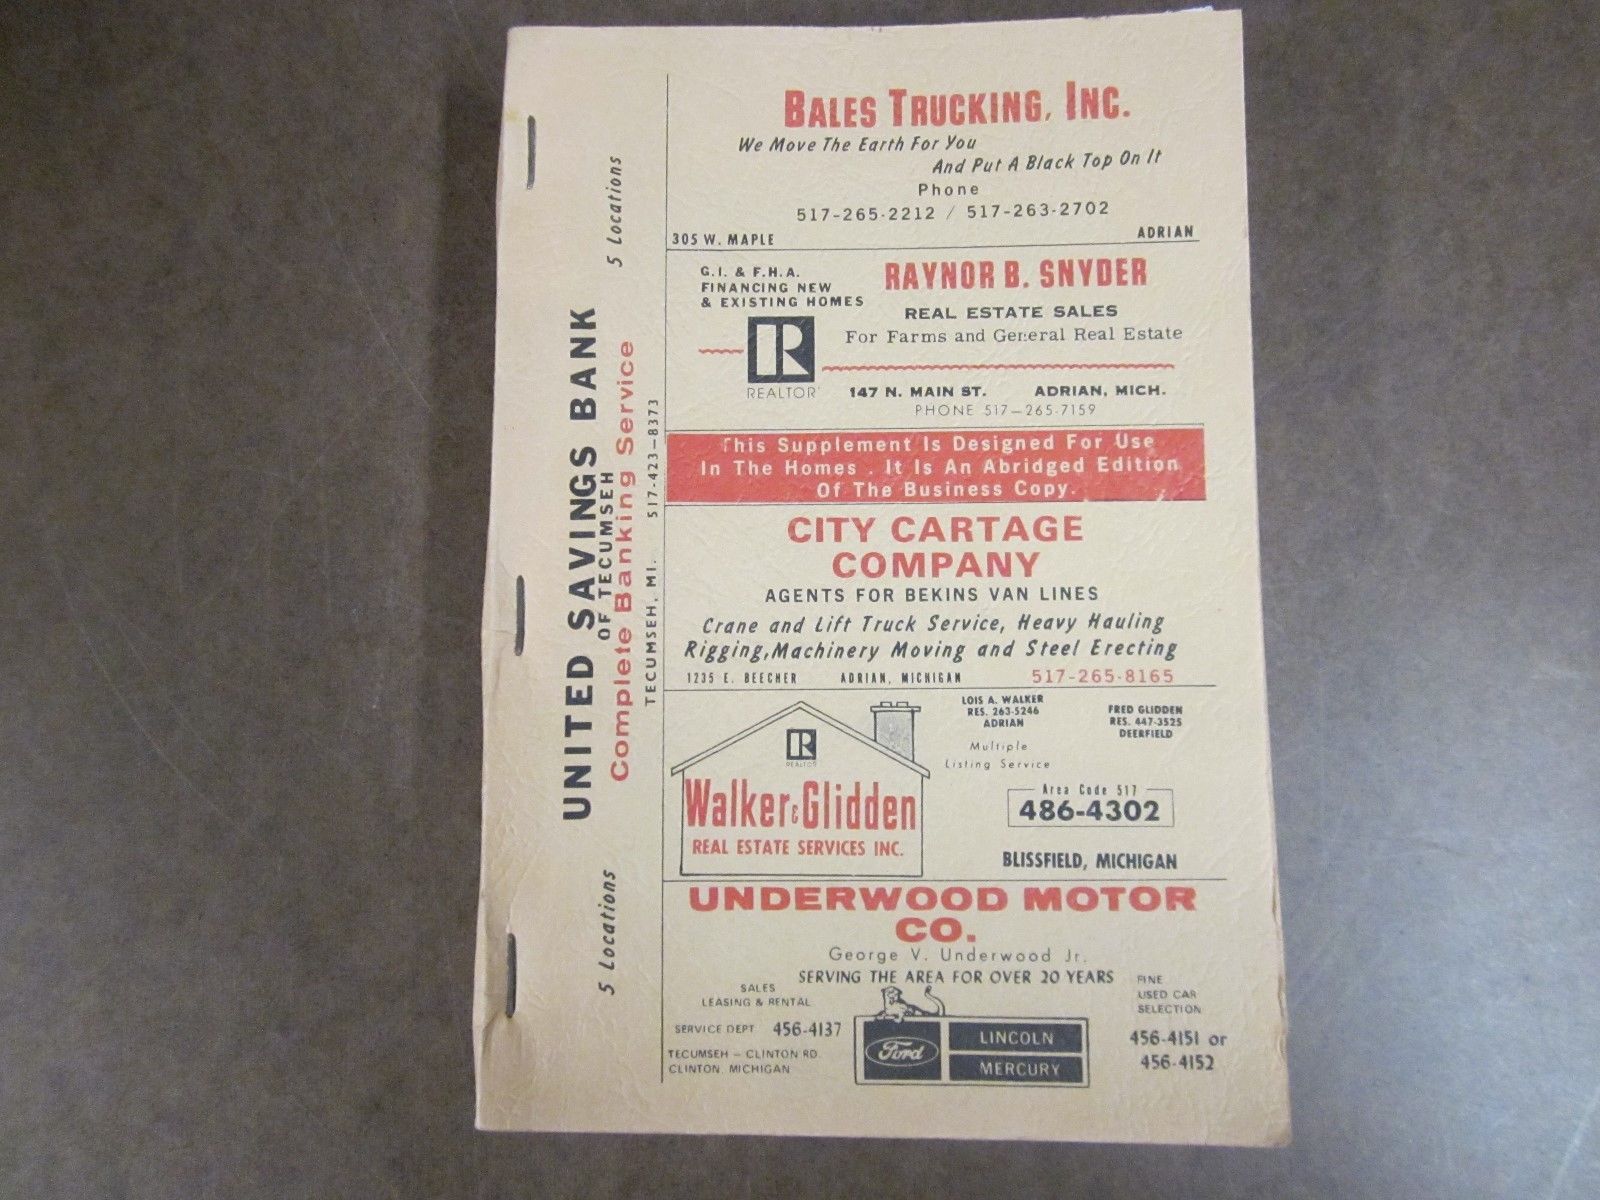 BALES TRUCKING, INC.
We Move The Earth For You
And Put A Black Top On It
Phone
517-265-2212 / 517-263-2702
305 W. MAPLE
ADRIAN
G.I. & F.H.A.
FINANCING NEW
& EXISTING HOMES
RAYNOR B. SNYDER
REAL ESTATE SALES
For Farms and General Real Estate
R
REALTOR
147 N. MAIN ST. ADRIAN, MICH.
PHONE 517-265-7159
This Supplement Is Designed For Use
In The Homes. It Is An Abridged Edition
Of The Business Copy.
CITY CARTAGE
COMPANY
AGENTS FOR BEKINS VAN LINES
Crane and Lift Truck Service, Heavy Hauling
Rigging, Machinery Moving and Steel Erecting
1235 E. BEECHER ADRIAN, MICHIGAN 517-265-8165
R
REALTOR
Walker & Glidden
REAL ESTATE SERVICES INC.
LOIS A. WALKER
RES. 263-5246
ADRIAN
FRED GLIDDEN
RES. 447-3525
DEERFIELD
Multiple
Listing Service
Area Code 517
486-4302
BLISSFIELD, MICHIGAN
UNDERWOOD MOTOR
CO.
George V. Underwood Jr.
SERVING THE AREA FOR OVER 20 YEARS
SALES
LEASING & RENTAL
SERVICE DEPT 456-4137
TECUMSEH - CLINTON RD.
CLINTON, MICHIGAN
Ford
LINCOLN
MERCURY
FINE
USED CAR
SELECTION
456-4151 or
456-4152
5 Locations
5 Locations
UNITED SAVINGS BANK
OF TECUMSEH
Complete Banking Service
TECUMSEH, MI. 517-423-8373